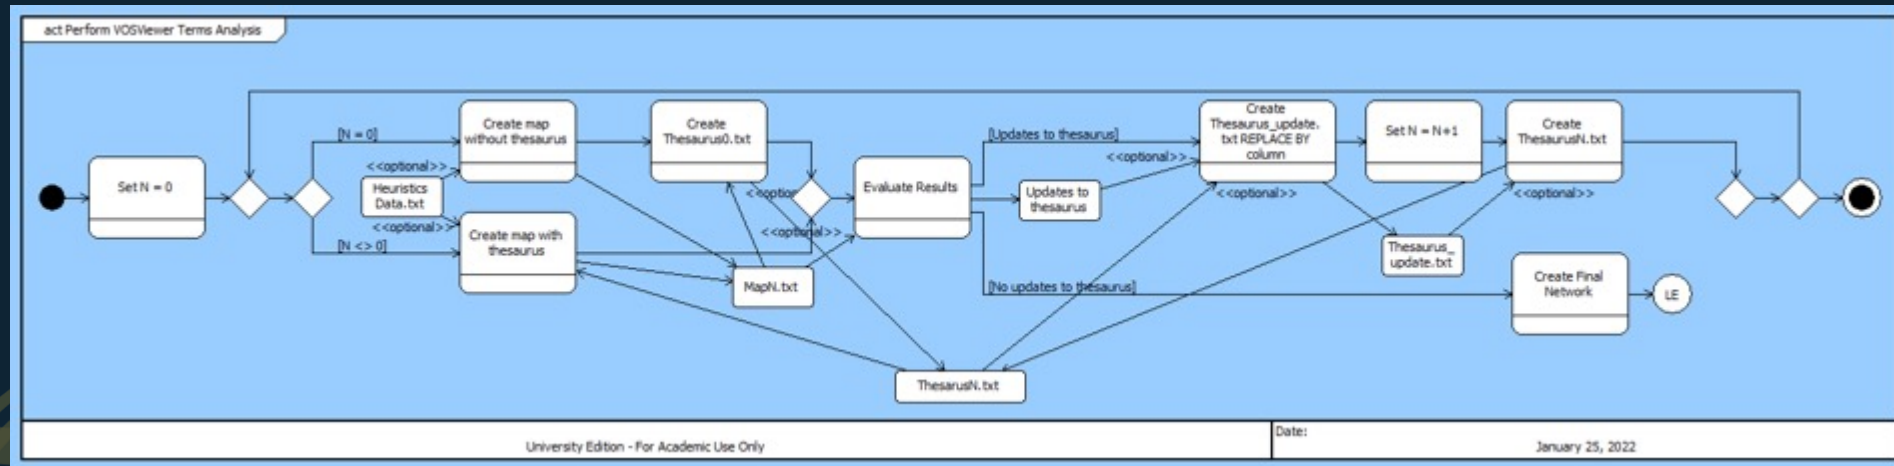 act Perform VOSViewer Terms Analysis
Set N = 0
[N = 0]
[N <> 0]
<<optional>>
Heuristics
Data.txt
<<optional>>
Create map
without thesaurus
Create map with
thesaurus
Create
Thesaurus0.txt
<<option
<<optional>>
MapN.txt
Evaluate Results
[Updates to thesaurus]
<<optional>>
Updates to
thesaurus
[No updates to thesaurus]
Create
Thesaurus_update.
txt REPLACE BY
column
<<optional>>
Set N = N+1
Create
ThesaurusN.txt
<<optional>>
Thesaurus_
update.txt
Create Final
Network
LE
ThesarusN.txt
University Edition - For Academic Use Only
Date:
January 25, 2022